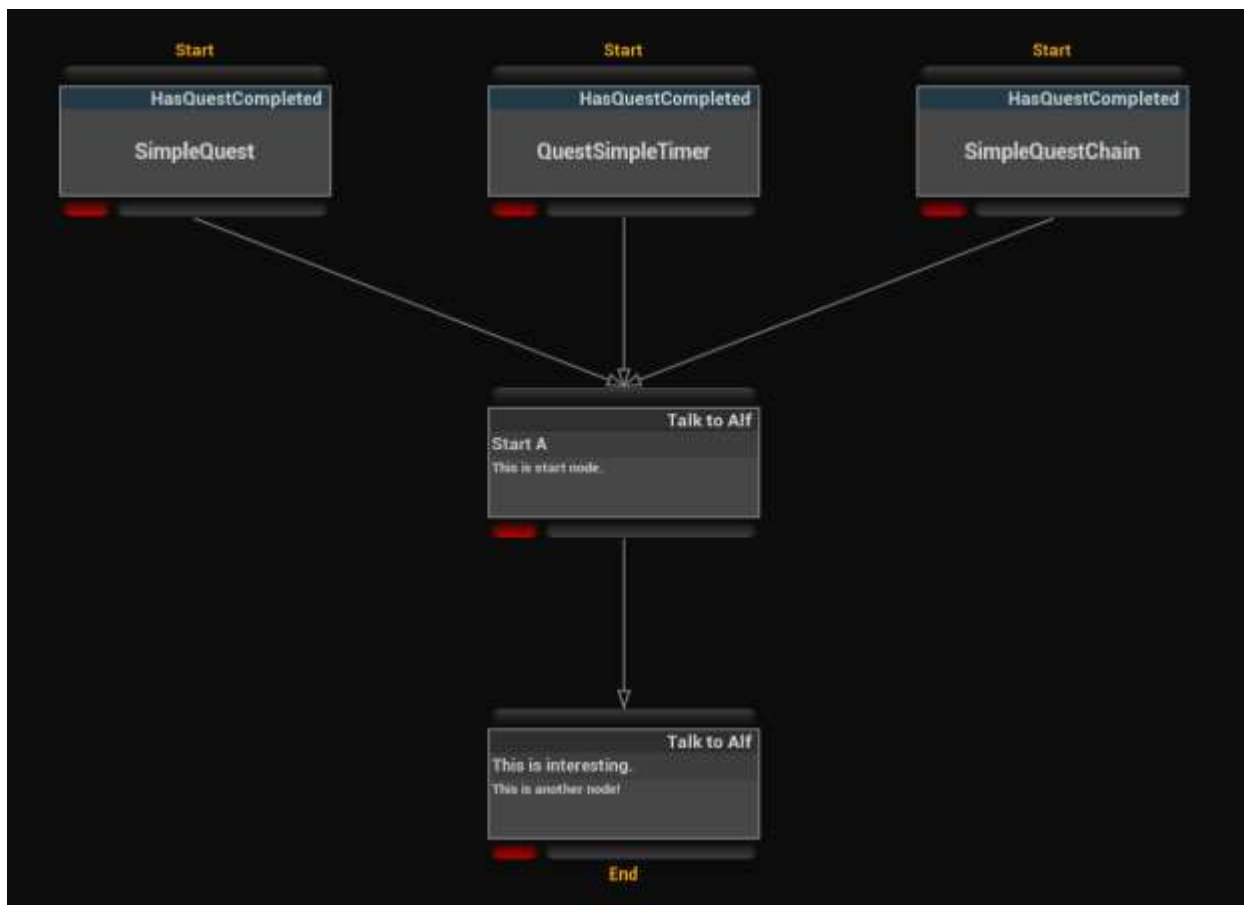 Start
Start
Start
HasQuestCompleted
HasQuestCompleted
HasQuestCompleted
SimpleQuest
QuestSimpleTimer
SimpleQuestChain
Talk to Alf
Start A
This is start node.
Talk to Alf
This is interesting.
This is another node!
End